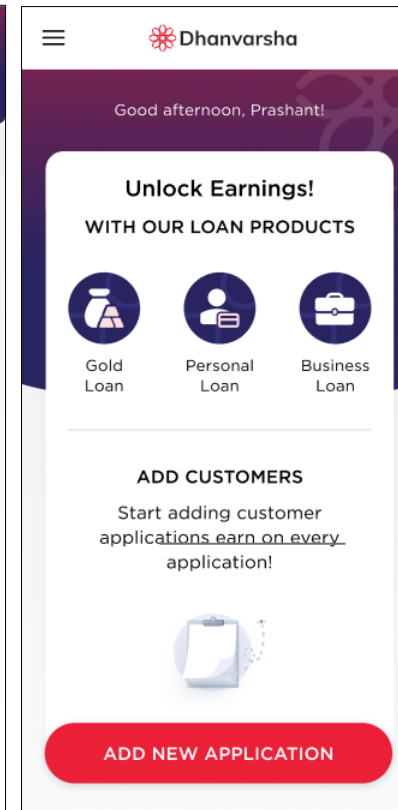 Dhanvarsha
Good afternoon, Prashant!
Unlock Earnings!
WITH OUR LOAN PRODUCTS
Gold
Loan
Personal
Loan
Business
Loan
ADD CUSTOMERS
Start adding customer
applications earn on every
application!
ADD NEW APPLICATION